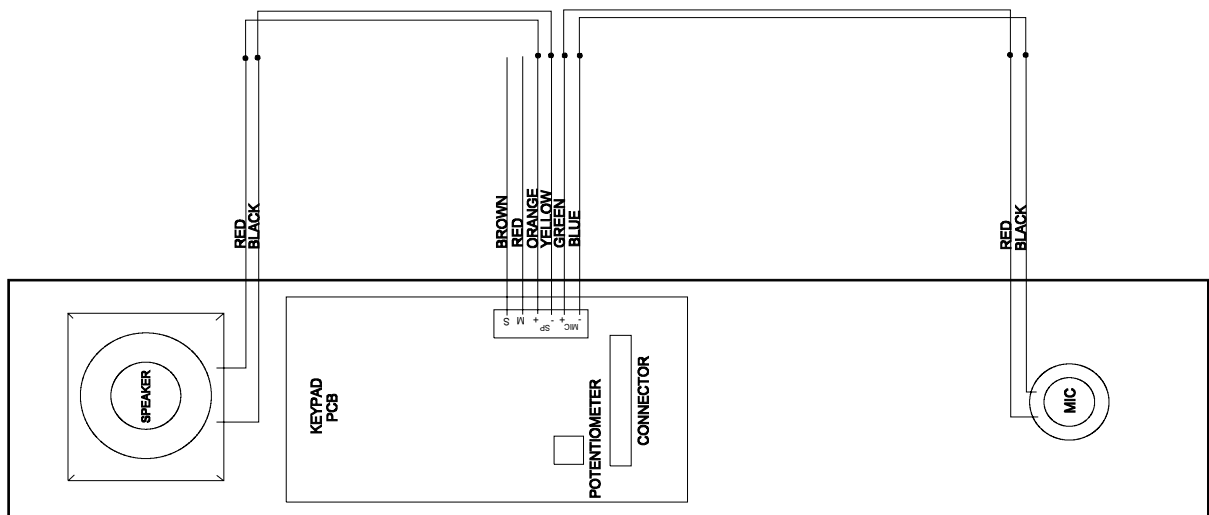 RED
BLACK
BROWN
RED
ORANGE
YELLOW
GREEN
BLUE
RED
BLACK
S
M
+
SP
-
+
MIC
-
SPEAKER
KEYPAD
PCB
POTENTIOMETER
CONNECTOR
MIC